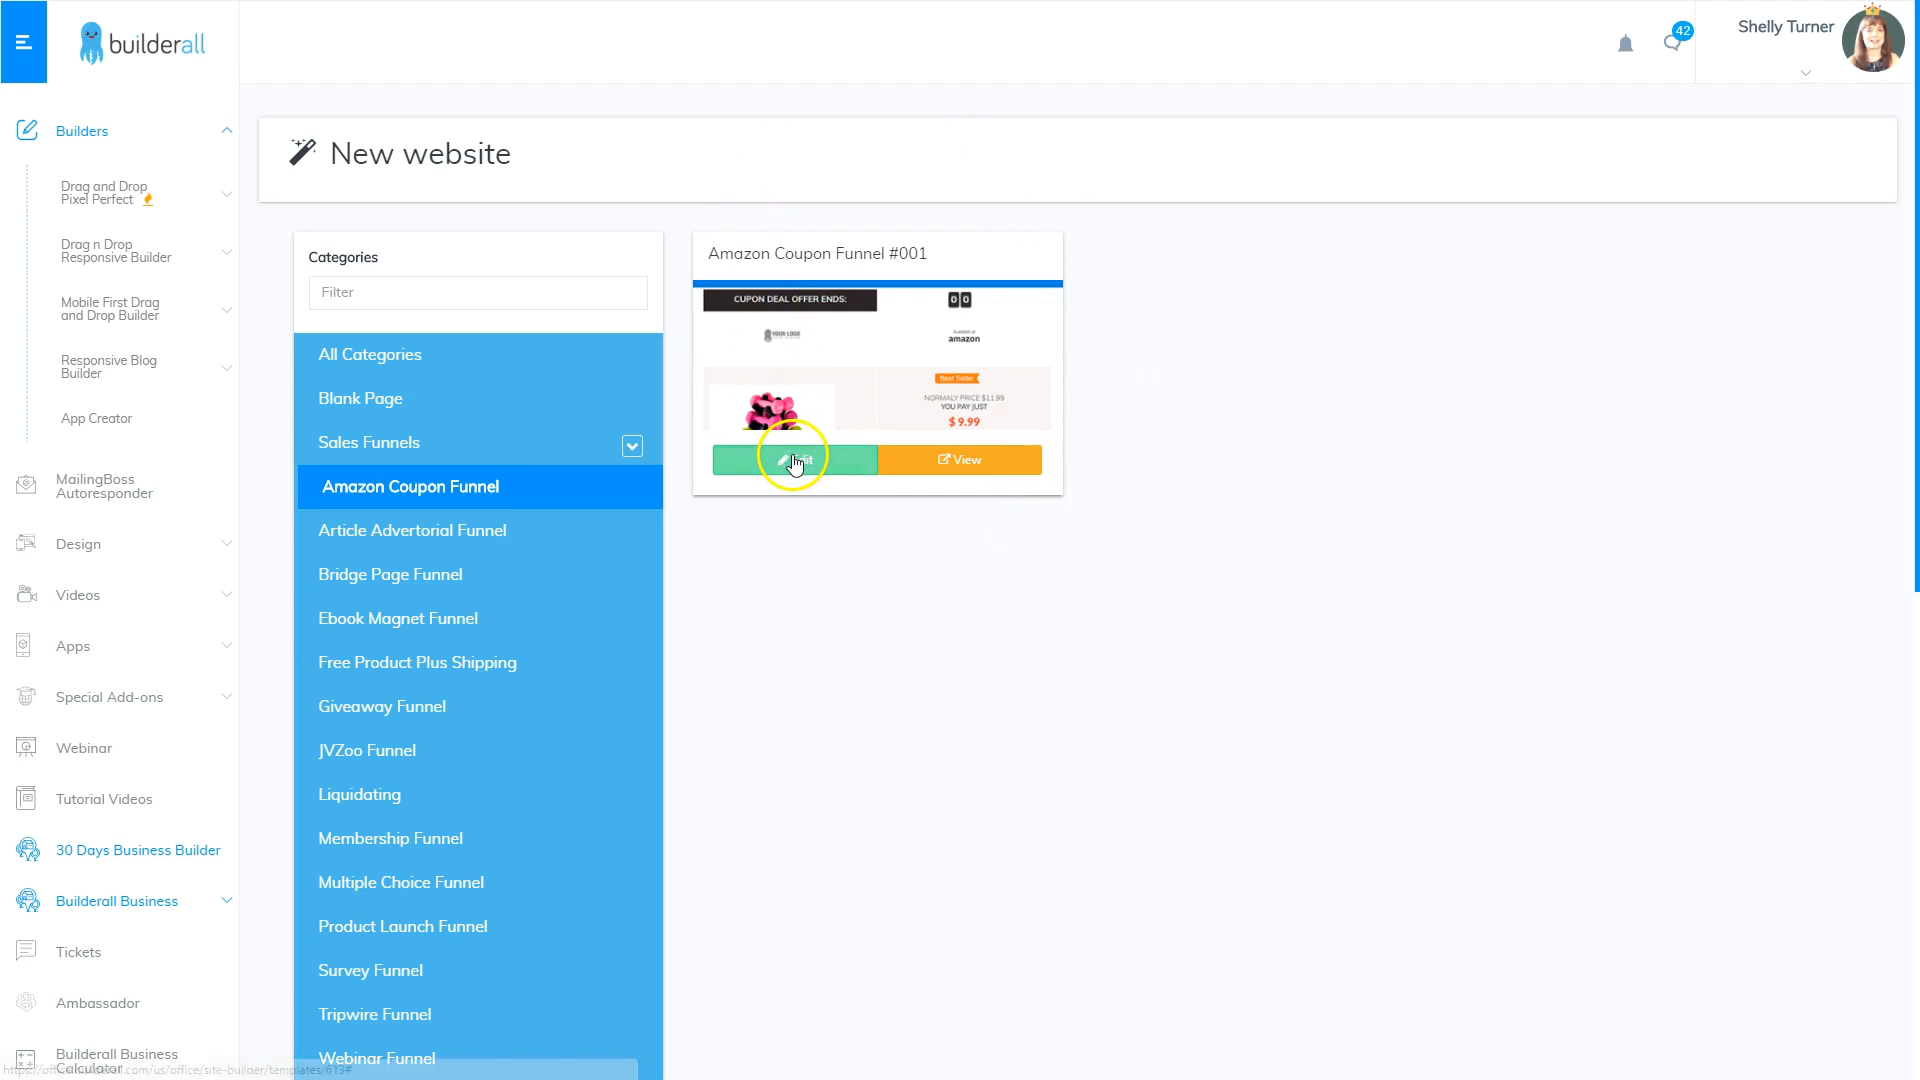 builderall
42
Shelly Turner
Builders
Drag and Drop
Pixel Perfect
Drag n Drop
Responsive Builder
Mobile First Drag
and Drop Builder
Responsive Blog
Builder
App Creator
MailingBoss
Autoresponder
Design
Videos
Apps
Special Add-ons
Webinar
Tutorial Videos
30 Days Business Builder
Builderall Business
Tickets
Ambassador
Builderall Business
Calculator
https://office.builderall.com/us/office/site-builder/templates/613#
New website
Categories
Filter
All Categories
Blank Page
Sales Funnels
Amazon Coupon Funnel
Article Advertorial Funnel
Bridge Page Funnel
Ebook Magnet Funnel
Free Product Plus Shipping
Giveaway Funnel
JVZoo Funnel
Liquidating
Membership Funnel
Multiple Choice Funnel
Product Launch Funnel
Survey Funnel
Tripwire Funnel
Webinar Funnel
Amazon Coupon Funnel #001
CUPON DEAL OFFER ENDS:
0 0
YOUR LOGO
Available at
amazon
Best Seller
NORMALY PRICE $11.99
YOU PAY JUST
$ 9.99
Edit
View